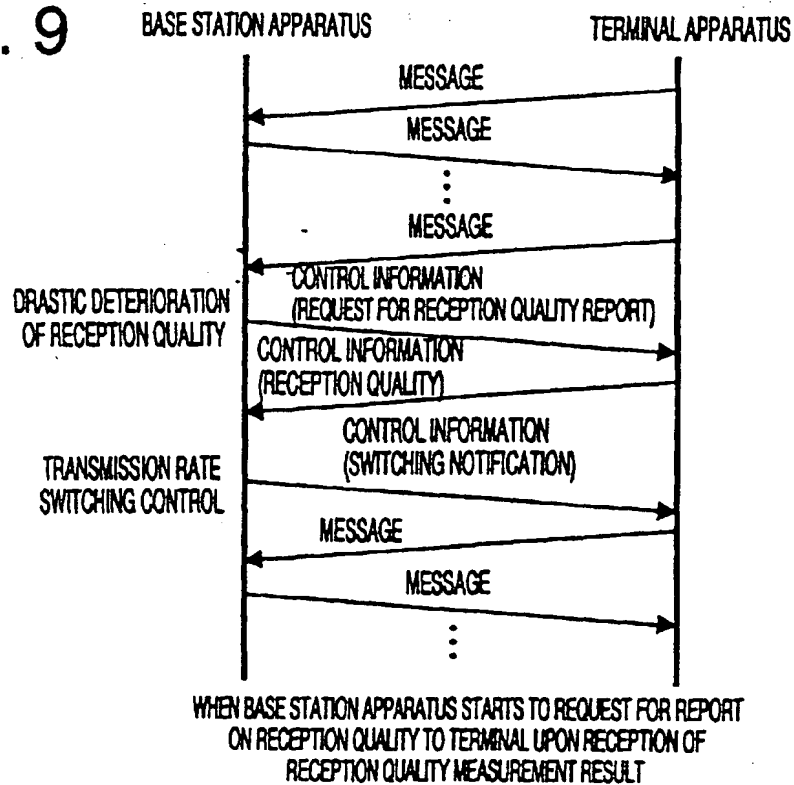 . 9
BASE STATION APPARATUS
TERMINAL APPARATUS
MESSAGE
MESSAGE
MESSAGE
CONTROL INFORMATION
(REQUEST FOR RECEPTION QUALITY REPORT)
DRASTIC DETERIORATION
OF RECEPTION QUALITY
CONTROL INFORMATION
(RECEPTION QUALITY)
CONTROL INFORMATION
(SWITCHING NOTIFICATION)
TRANSMISSION RATE
SWITCHING CONTROL
MESSAGE
MESSAGE
WHEN BASE STATION APPARATUS STARTS TO REQUEST FOR REPORT
ON RECEPTION QUALITY TO TERMINAL UPON RECEPTION OF
RECEPTION QUALITY MEASUREMENT RESULT